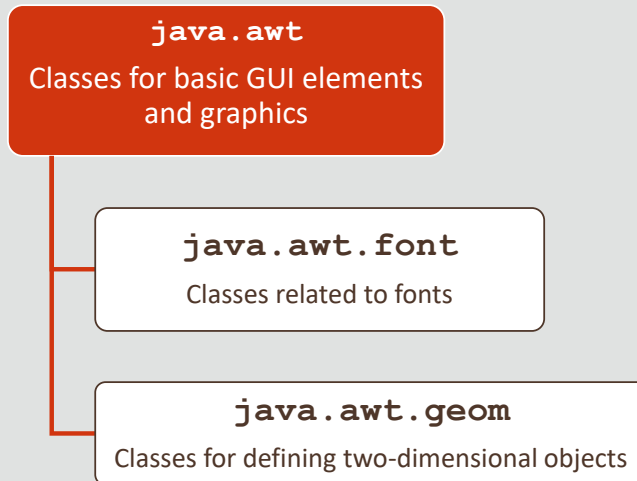 java.awt
Classes for basic GUI elements
and graphics
java.awt.font
Classes related to fonts
java.awt.geom
Classes for defining two-dimensional objects